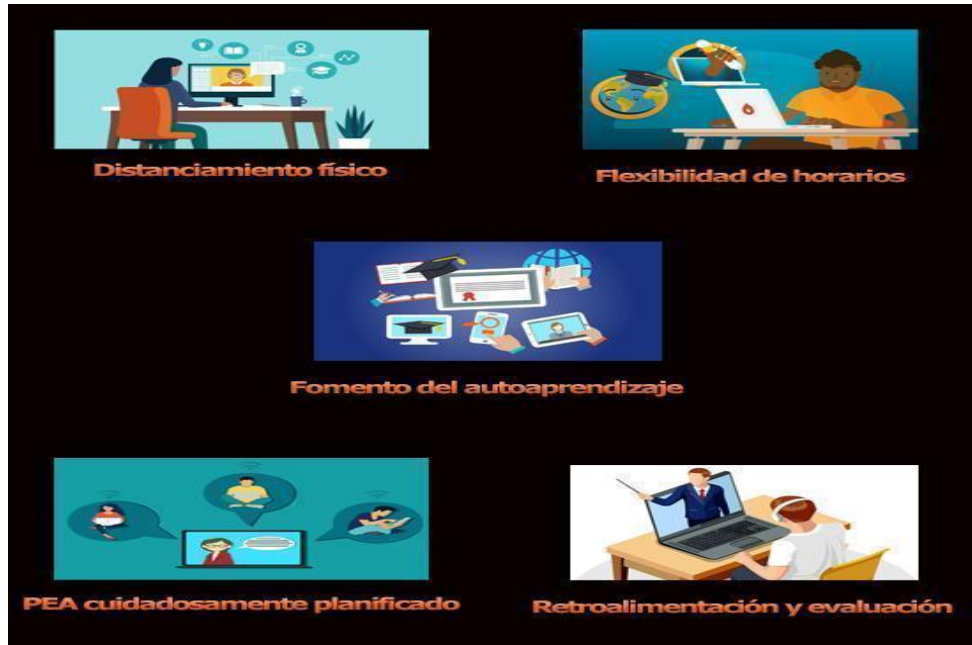 Distanciamiento físico
Flexibilidad de horarios
Fomento del autoaprendizaje
PEA cuidadosamente planificado
Retroalimentación y evaluación